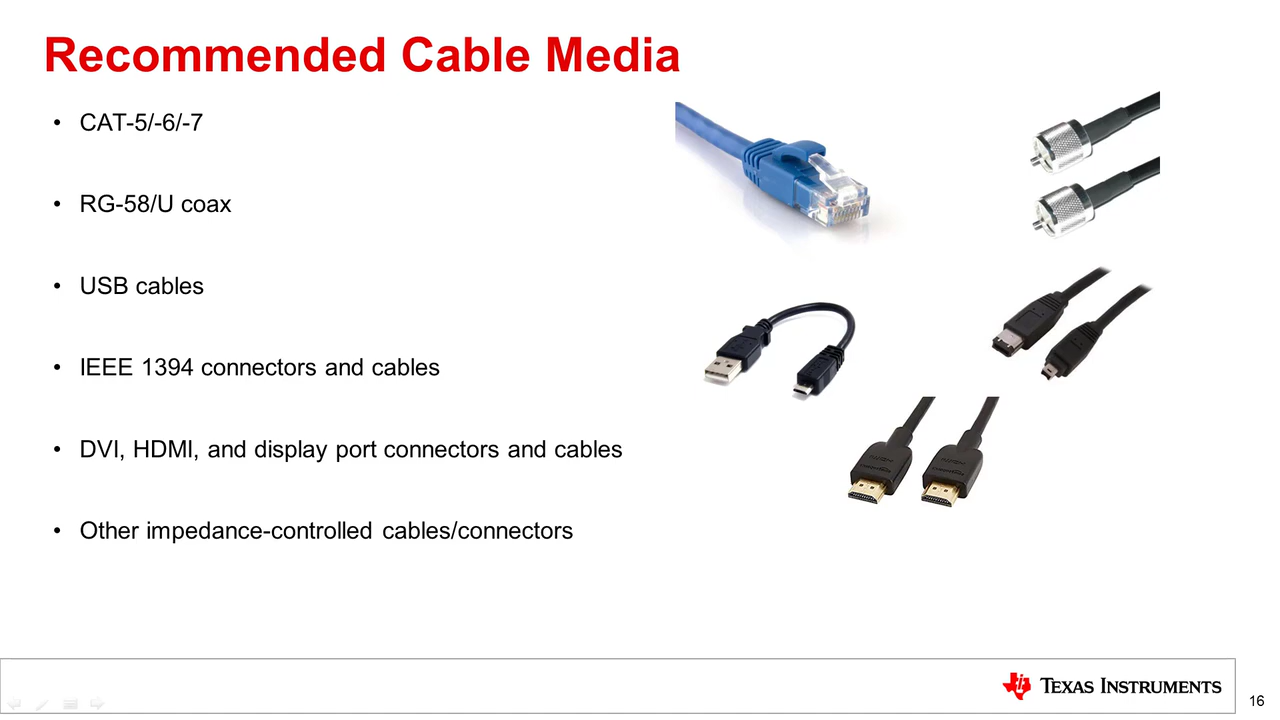 Recommended Cable Media
• CAT-5/-6/-7
• RG-58/U coax
• USB cables
• IEEE 1394 connectors and cables
• DVI, HDMI, and display port connectors and cables
• Other impedance-controlled cables/connectors
TEXAS INSTRUMENTS
16